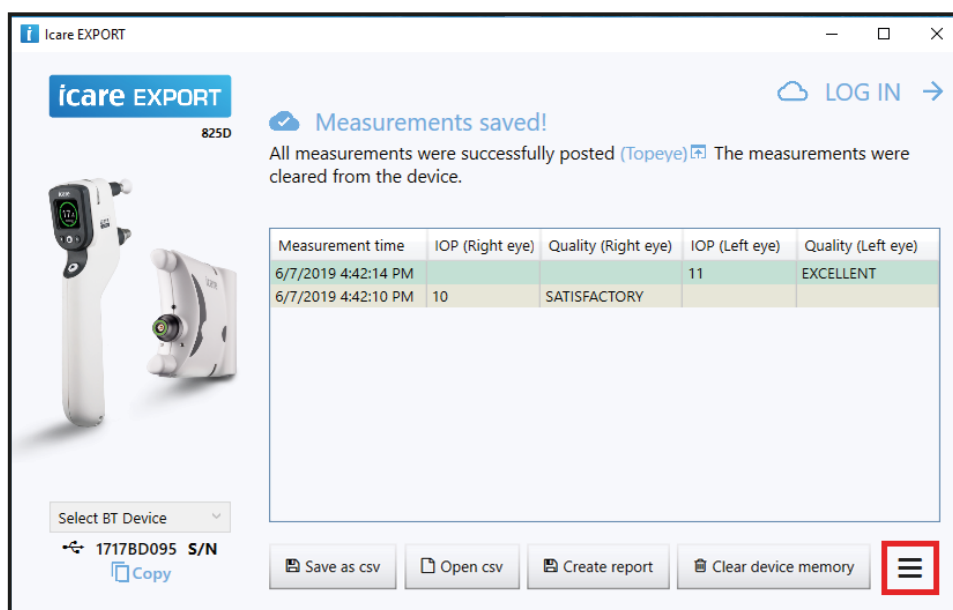 Icare EXPORT
icare EXPORT
825D
LOG IN
Measurements saved!
All measurements were successfully posted (Topeye) The measurements were
cleared from the device.
Measurement time IOP (Right eye) Quality (Right eye) IOP (Left eye) Quality (Left eye)
6/7/2019 4:42:14 PM 11 EXCELLENT
6/7/2019 4:42:10 PM 10 SATISFACTORY
Select BT Device
1717BD095 S/N
Copy
Save as csv Open csv Create report Clear device memory